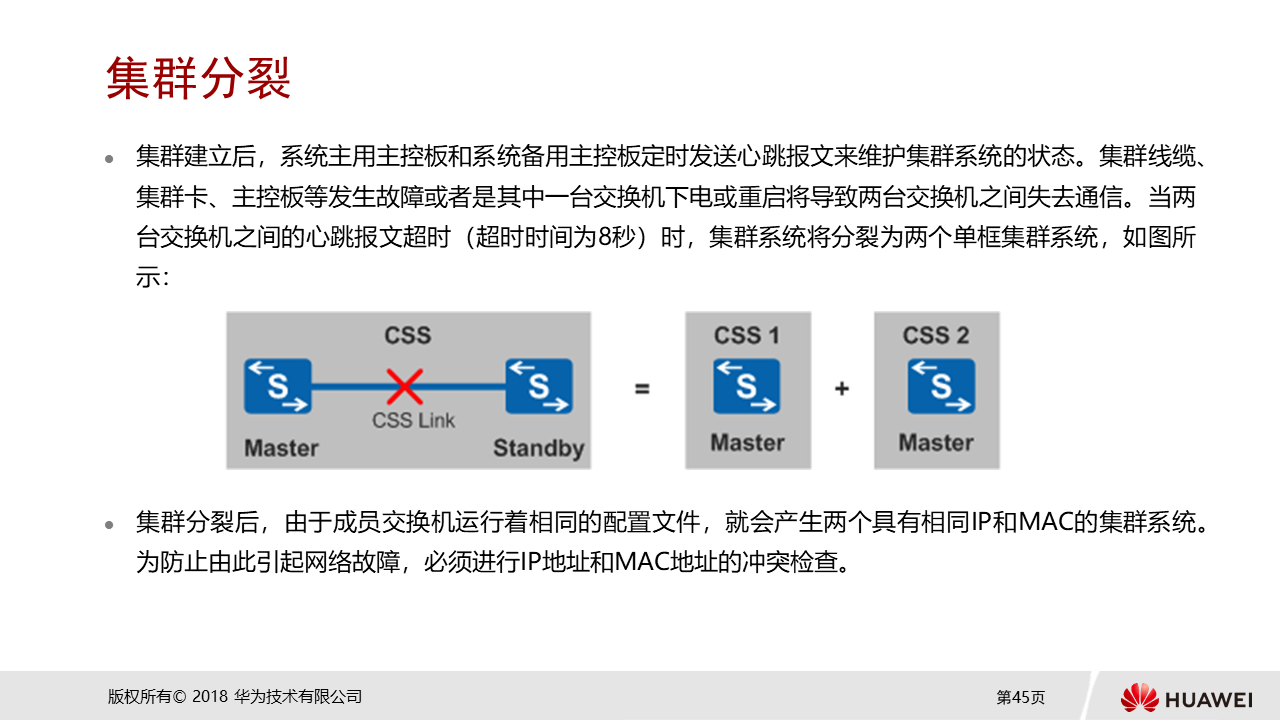 集群分裂
集群建立后，系统主用主控板和系统备用主控板定时发送心跳报文来维护集群系统的状态。集群线缆、
集群卡、主控板等发生故障或者是其中一台交换机下电或重启将导致两台交换机之间失去通信。当两
台交换机之间的心跳报文超时（超时时间为8秒）时，集群系统将分裂为两个单框集群系统，如图所
示：
CSS
S
S
CSS Link
Master
Standby
=
CSS 1
S
Master
+
CSS 2
S
Master
集群分裂后，由于成员交换机运行着相同的配置文件，就会产生两个具有相同IP和MAC的集群系统。
为防止由此引起网络故障，必须进行IP地址和MAC地址的冲突检查。
版权所有© 2018 华为技术有限公司
第45页
HUAWEI